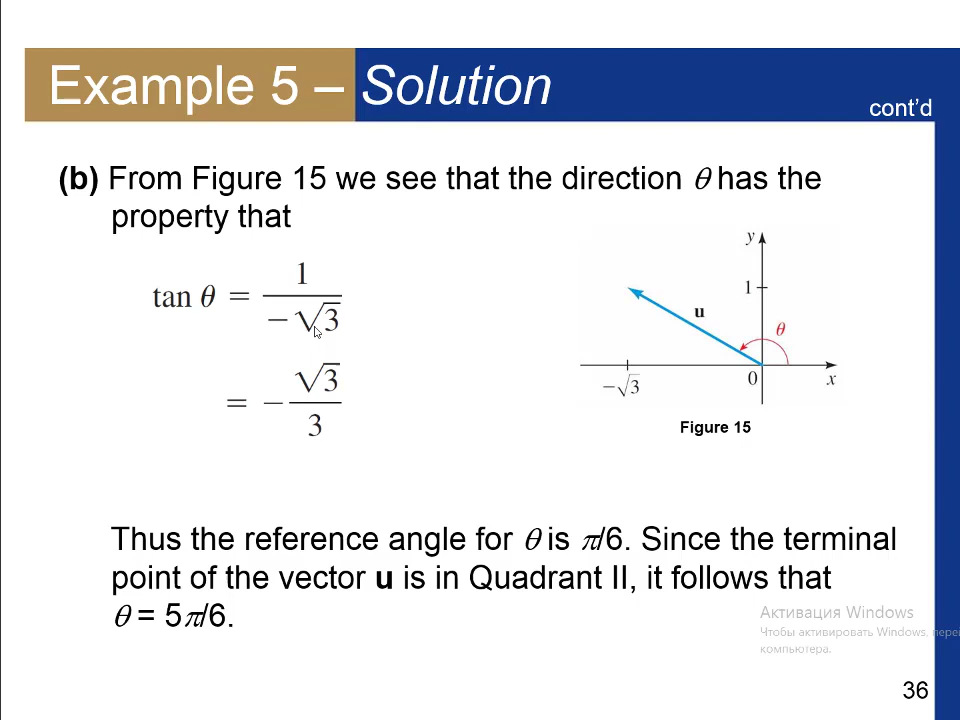 Example 5 – Solution
cont’d
(b) From Figure 15 we see that the direction θ has the
property that
tan θ = 1/−√3
= −√3/3
y
1
u
θ
−√3
0
x
Figure 15
Thus the reference angle for θ is π/6. Since the terminal
point of the vector u is in Quadrant II, it follows that
θ = 5π/6.
Активация Windows
Чтобы активировать Windows, пере
компьютера.
36